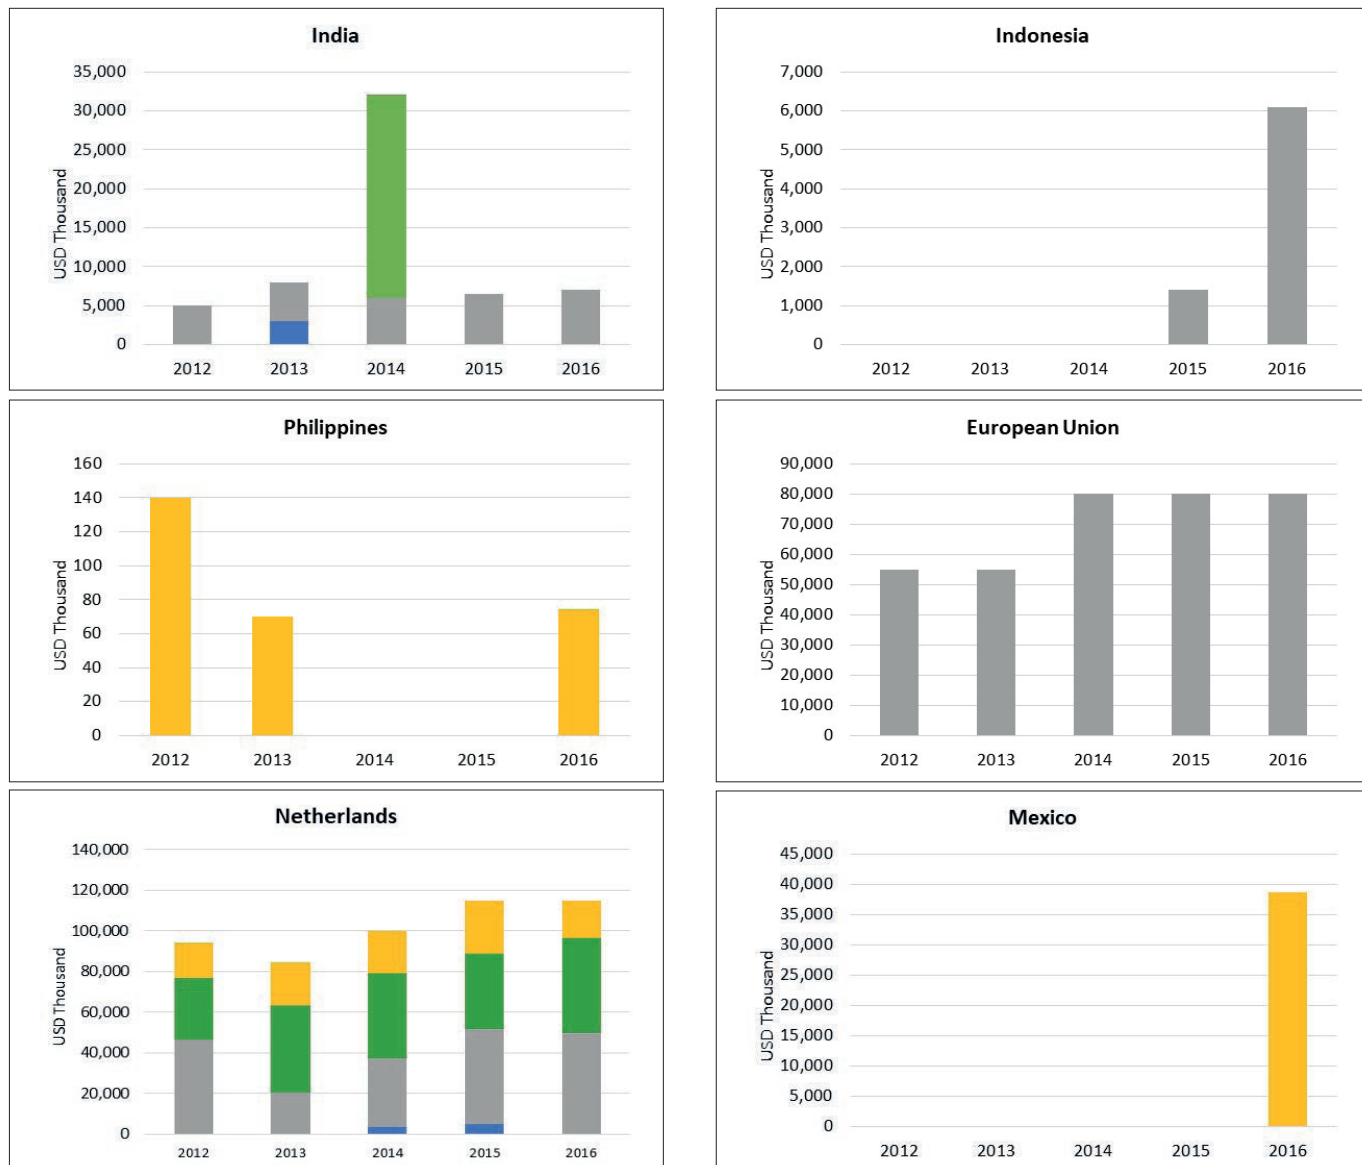 India
35,000
30,000
25,000
20,000
15,000
10,000
5,000
0
USD Thousand
2012 2013 2014 2015 2016
Indonesia
7,000
6,000
5,000
4,000
3,000
2,000
1,000
0
USD Thousand
2012 2013 2014 2015 2016
Philippines
160
140
120
100
80
60
40
20
0
USD Thousand
2012 2013 2014 2015 2016
European Union
90,000
80,000
70,000
60,000
50,000
40,000
30,000
20,000
10,000
0
USD Thousand
2012 2013 2014 2015 2016
Netherlands
140,000
120,000
100,000
80,000
60,000
40,000
20,000
0
USD Thousand
2012 2013 2014 2015 2016
Mexico
45,000
40,000
35,000
30,000
25,000
20,000
15,000
10,000
5,000
0
USD Thousand
2012 2013 2014 2015 2016